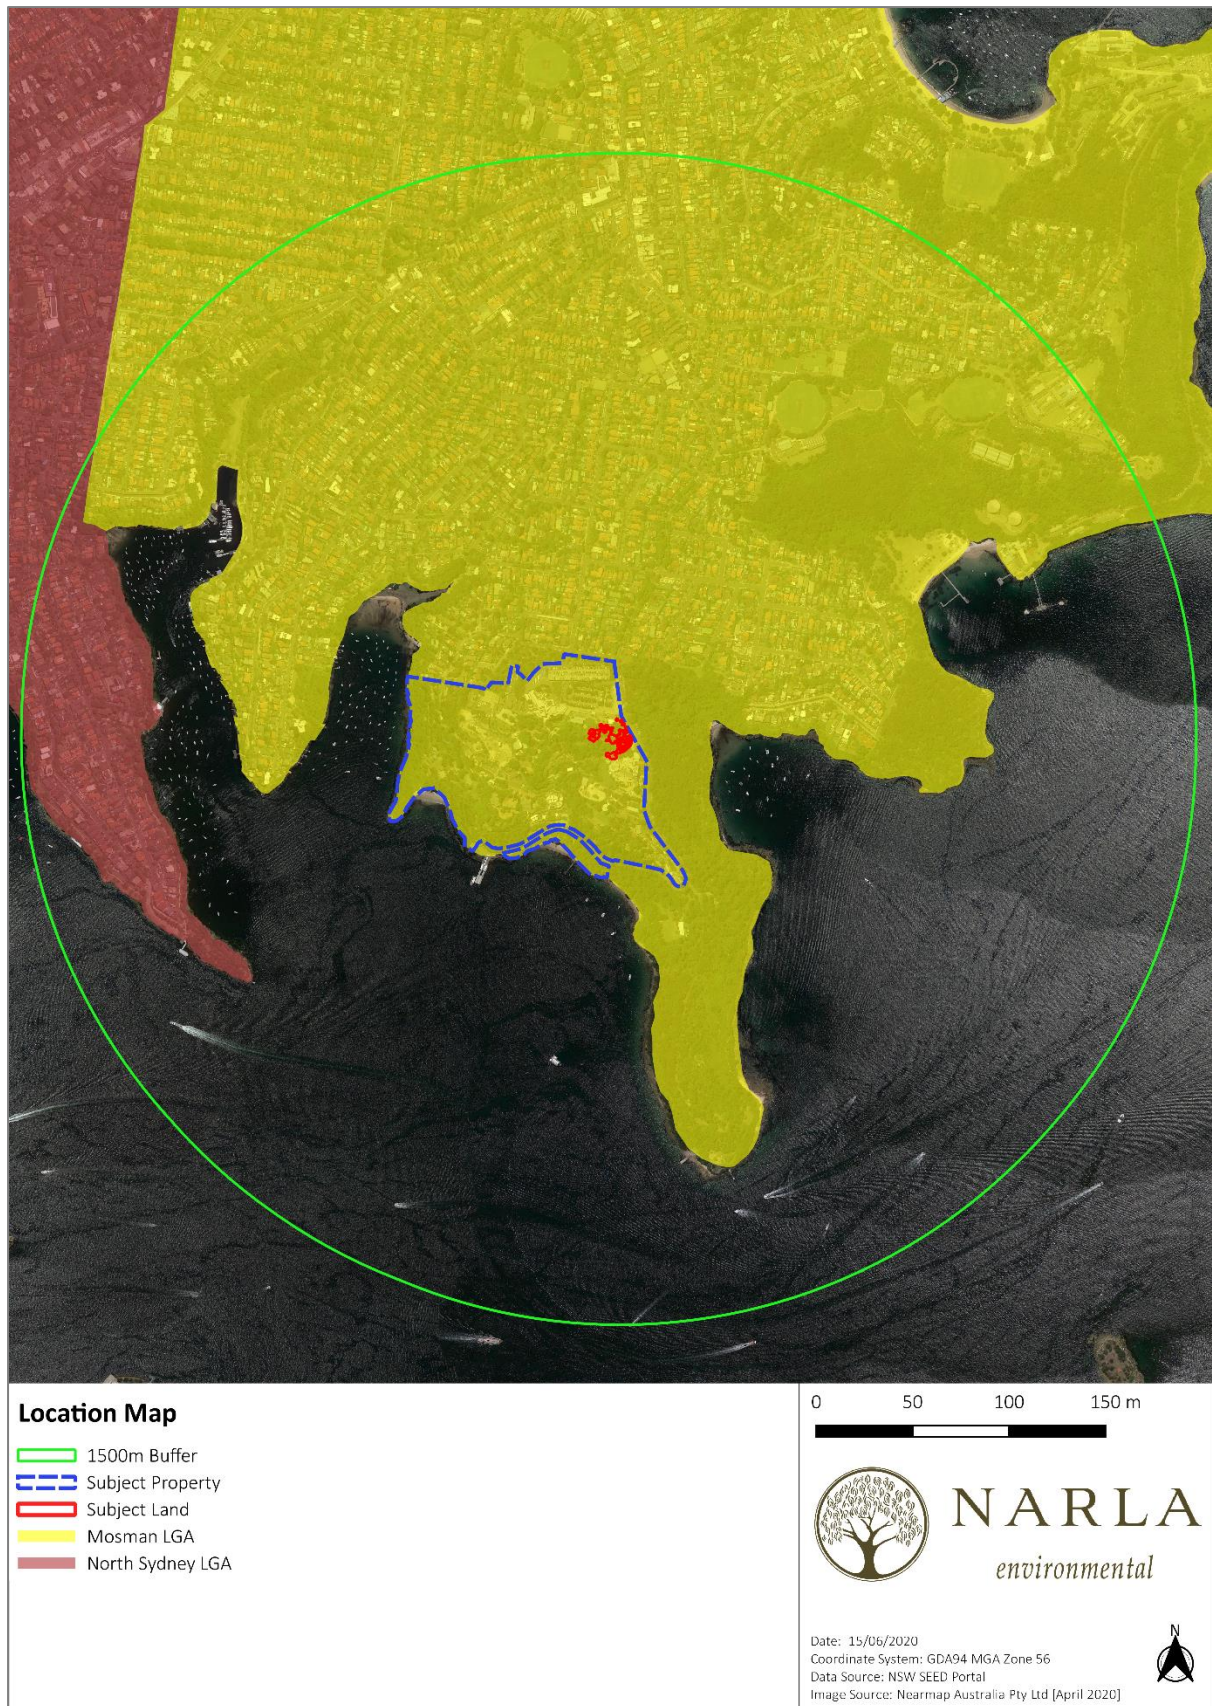 Location Map
1500m Buffer
Subject Property
Subject Land
Mosman LGA
North Sydney LGA
0 50 100 150 m
NARLA
environmental
Date: 15/06/2020
Coordinate System: GDA94 MGA Zone 56
Data Source: NSW SEED Portal
Image Source: Nearmap Australia Pty Ltd [April 2020]
N